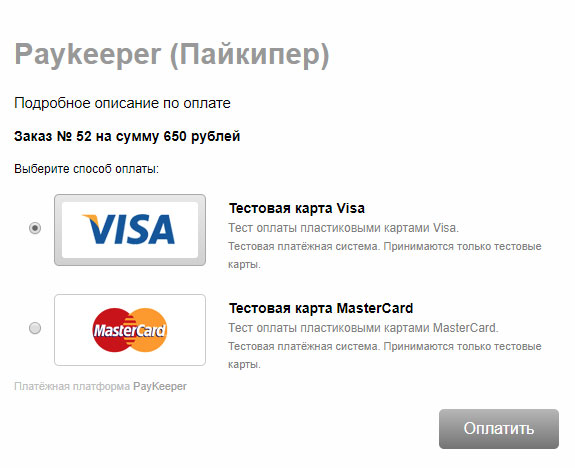 Paykeeper (Пайкипер)
Подробное описание по оплате
Заказ № 52 на сумму 650 рублей
Выберите способ оплаты:
VISA
Тестовая карта Visa
Тест оплаты пластиковыми картами Visa.
Тестовая платёжная система. Принимаются только тестовые
карты.
MasterCard
Тестовая карта MasterCard
Тест оплаты пластиковыми картами MasterCard.
Тестовая платёжная система. Принимаются только тестовые
карты.
Платёжная платформа PayKeeper
Оплатить